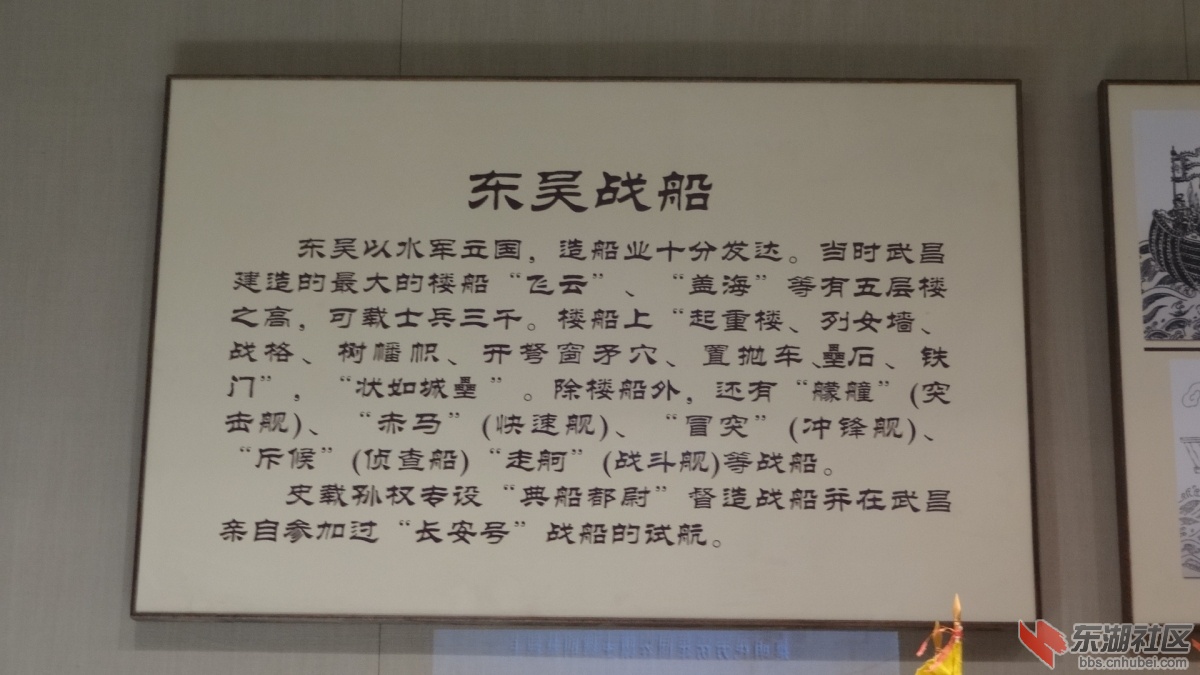 东吴战船
东吴以水军立国，造船业十分发达。当时武昌
建造的最大的楼船“飞云”、“盖海”等有五层楼
之高，可载士兵三千。楼船上“起重楼、列女墙、
战格、树幡帜、开弩窗矛穴、置抛车、垒石、铁
门”，“状如城垒”。除楼船外，还有“艨艟”(突
击舰)、“赤马”(快速舰)、“冒突”(冲锋舰)、
“斥候”(侦查船)“走舸”(战斗舰)等战船。
史载孙权专设“典船都尉”督造战船并在武昌
亲自参加过“长安号”战船的试航。
东湖社区
bbs.cnhubei.com